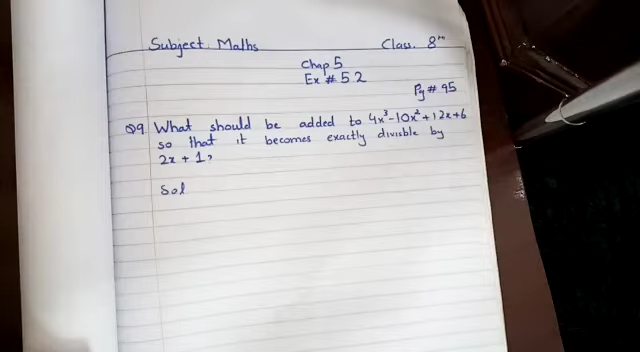 Subject. Maths Class. 8th
Chap 5
Ex # 5.2
Pg # 95
Q9 What should be added to 4x³-10x²+12x+6
so that it becomes exactly divisble by
2x + 1,
Sol